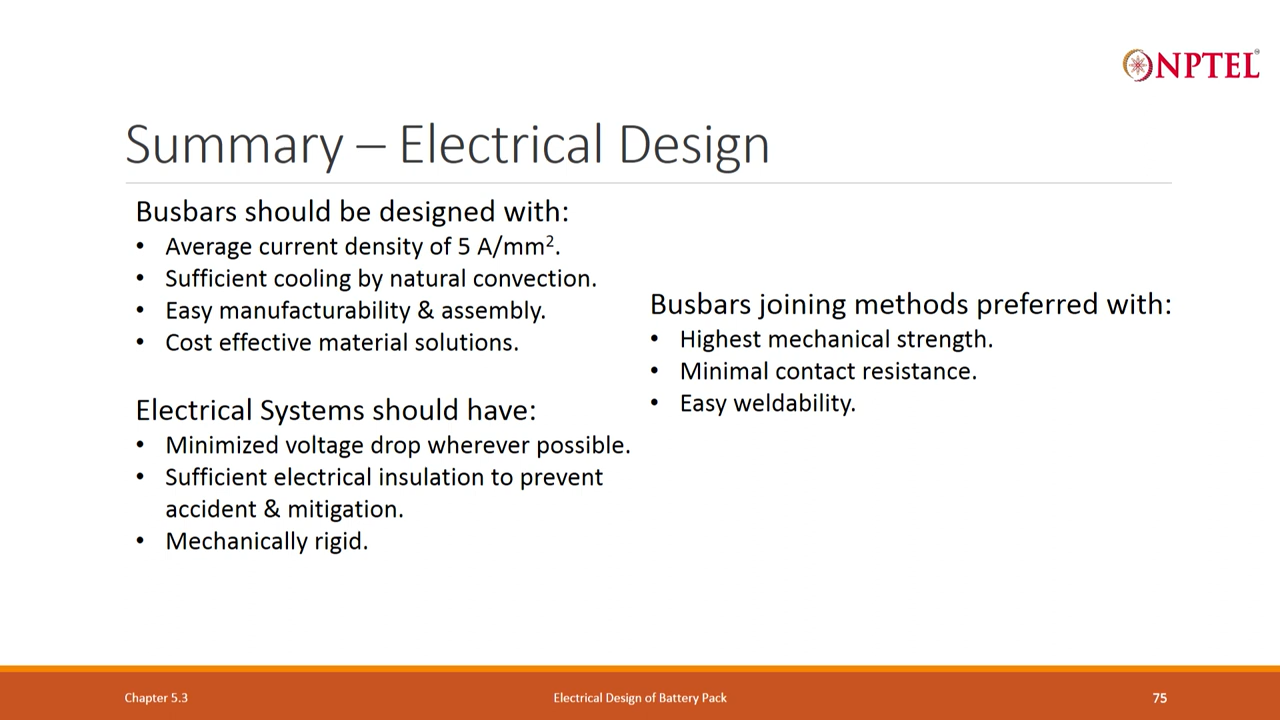 NPTEL
Summary – Electrical Design
Busbars should be designed with:
• Average current density of 5 A/mm².
• Sufficient cooling by natural convection.
• Easy manufacturability & assembly.
• Cost effective material solutions.
Electrical Systems should have:
• Minimized voltage drop wherever possible.
• Sufficient electrical insulation to prevent
accident & mitigation.
• Mechanically rigid.
Busbars joining methods preferred with:
• Highest mechanical strength.
• Minimal contact resistance.
• Easy weldability.
Chapter 5.3
Electrical Design of Battery Pack
75